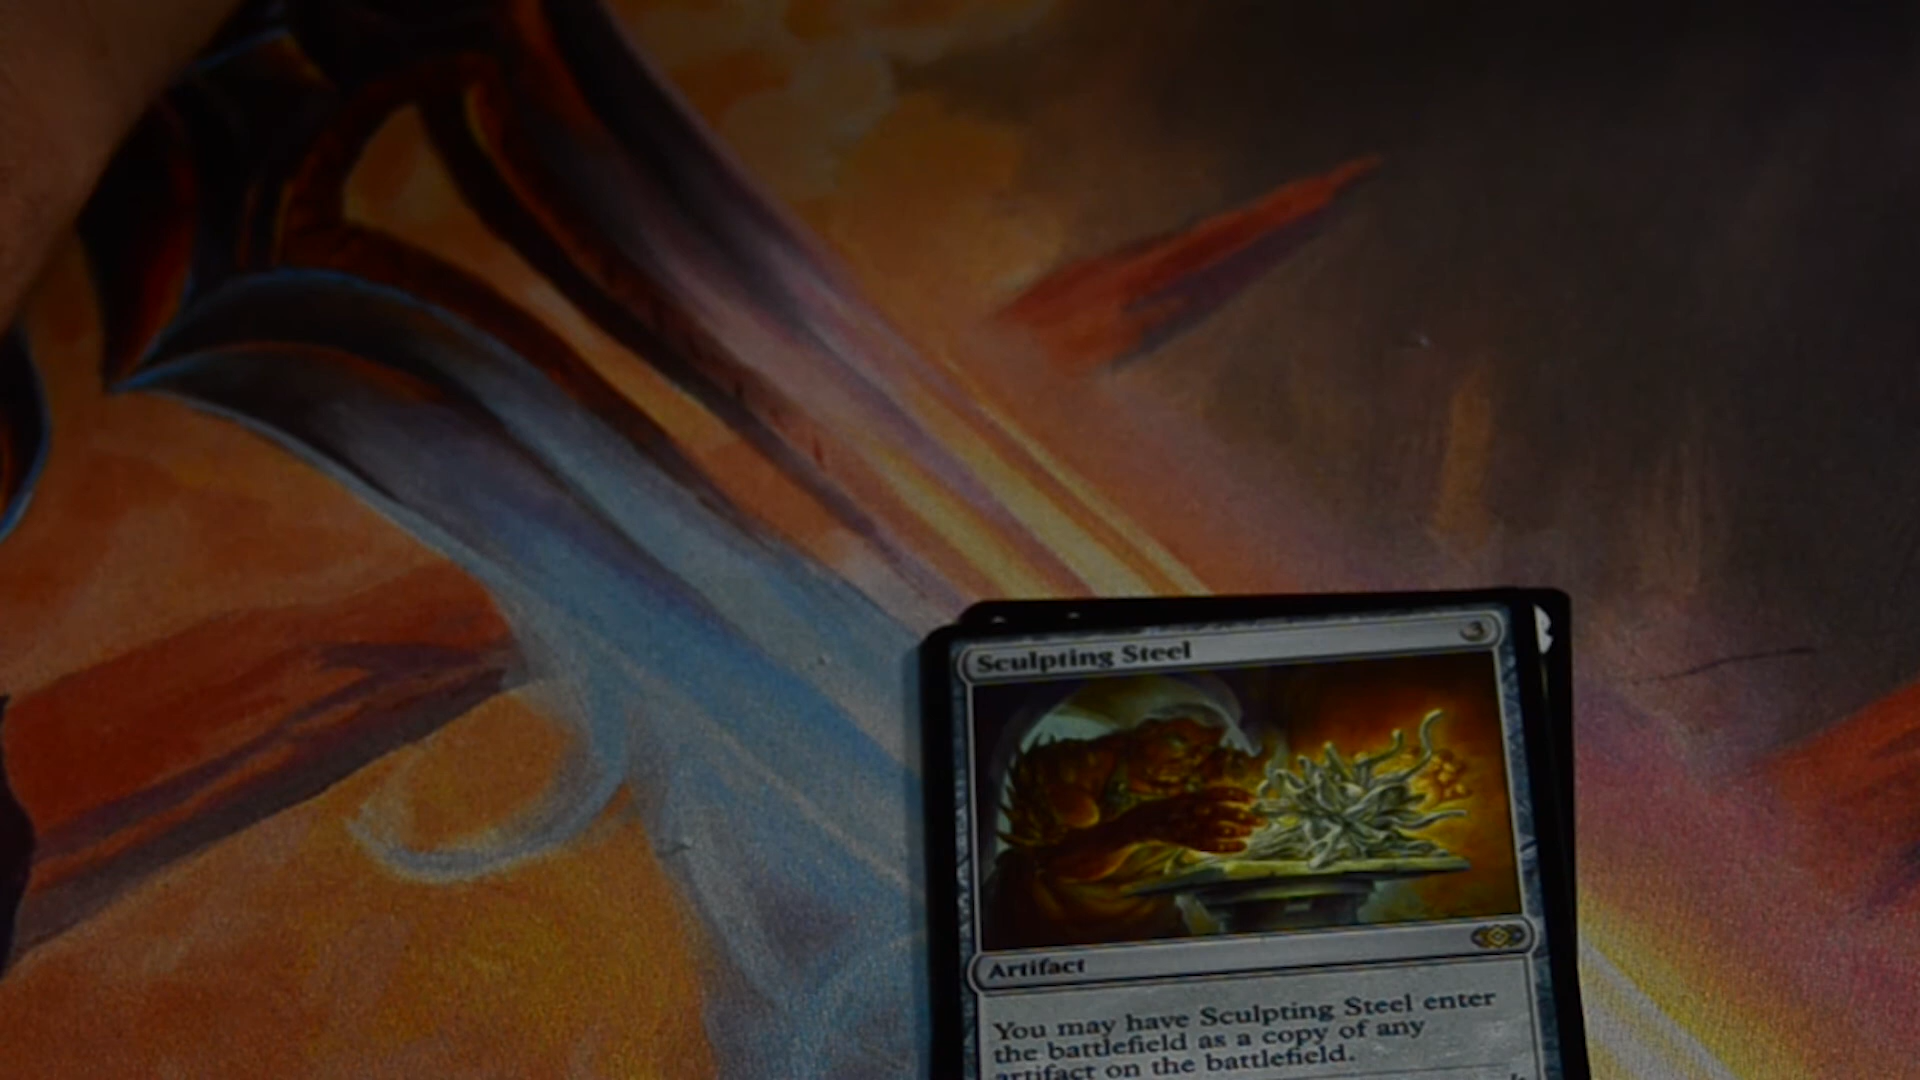 Sculpting Steel 3
Artifact
You may have Sculpting Steel enter
the battlefield as a copy of any
artifact on the battlefield.